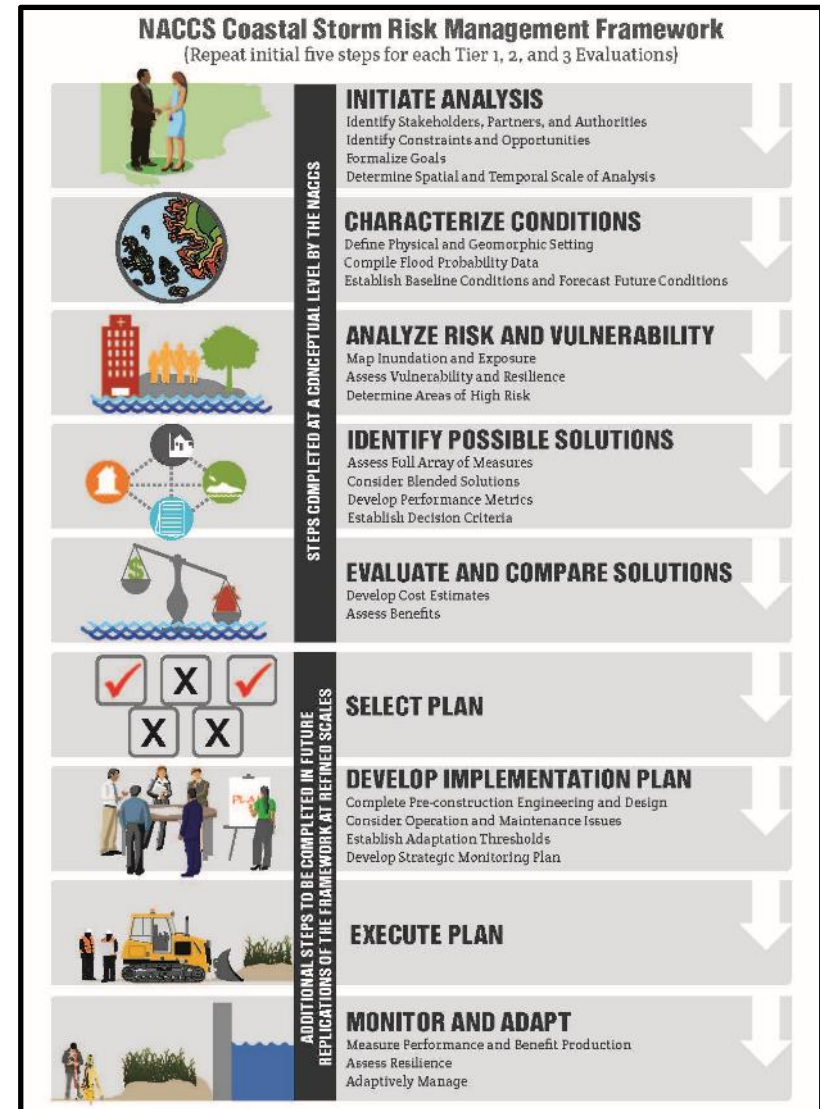 NACCS Coastal Storm Risk Management Framework
(Repeat initial five steps for each Tier 1, 2, and 3 Evaluations)
STEPS COMPLETED AT A CONCEPTUAL LEVEL BY THE NACCS
INITIATE ANALYSIS
Identify Stakeholders, Partners, and Authorities
Identify Constraints and Opportunities
Formalize Goals
Determine Spatial and Temporal Scale of Analysis
CHARACTERIZE CONDITIONS
Define Physical and Geomorphic Setting
Compile Flood Probability Data
Establish Baseline Conditions and Forecast Future Conditions
ANALYZE RISK AND VULNERABILITY
Map Inundation and Exposure
Assess Vulnerability and Resilience
Determine Areas of High Risk
IDENTIFY POSSIBLE SOLUTIONS
Assess Full Array of Measures
Consider Blended Solutions
Develop Performance Metrics
Establish Decision Criteria
$
EVALUATE AND COMPARE SOLUTIONS
Develop Cost Estimates
Assess Benefits
ADDITIONAL STEPS TO BE COMPLETED IN FUTURE
REPLICATIONS OF THE FRAMEWORK AT REFINED SCALES
X
X X
SELECT PLAN
PLAN
DEVELOP IMPLEMENTATION PLAN
Complete Pre-construction Engineering and Design
Consider Operation and Maintenance Issues
Establish Adaptation Thresholds
Develop Strategic Monitoring Plan
EXECUTE PLAN
MONITOR AND ADAPT
Measure Performance and Benefit Production
Assess Resilience
Adaptively Manage